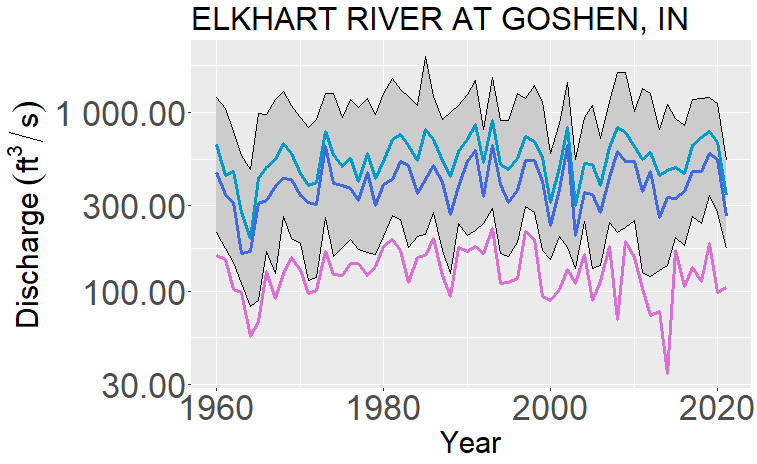 ELKHART RIVER AT GOSHEN, IN
Discharge (ft³/s)
1 000.00
300.00
100.00
30.00
1960
1980
2000
2020
Year